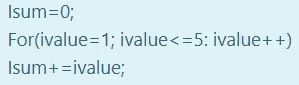 Isum=0;
For(ivalue=1; ivalue<=5: ivalue++)
Isum+=ivalue;